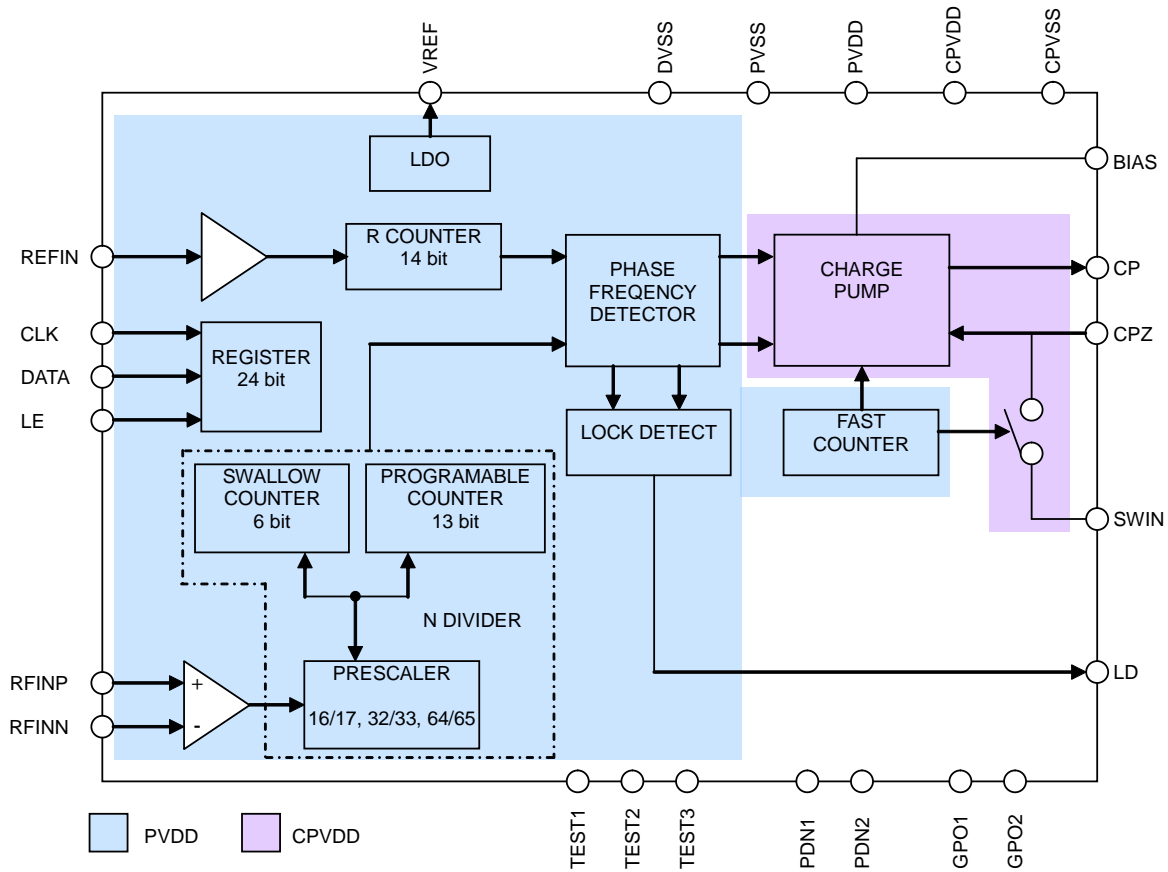 VREF
DVSS
PVSS
PVDD
CPVDD
CPVSS
LDO
BIAS
REFIN
R COUNTER
14 bit
PHASE
FREQENCY
DETECTOR
CHARGE
PUMP
CP
CLK
DATA
LE
REGISTER
24 bit
CPZ
LOCK DETECT
FAST
COUNTER
SWALLOW
COUNTER
6 bit
PROGRAMABLE
COUNTER
13 bit
SWIN
N DIVIDER
RFINP
RFINN
+
-
PRESCALER
16/17, 32/33, 64/65
LD
TEST1
TEST2
TEST3
PDN1
PDN2
GPO1
GPO2
PVDD
CPVDD